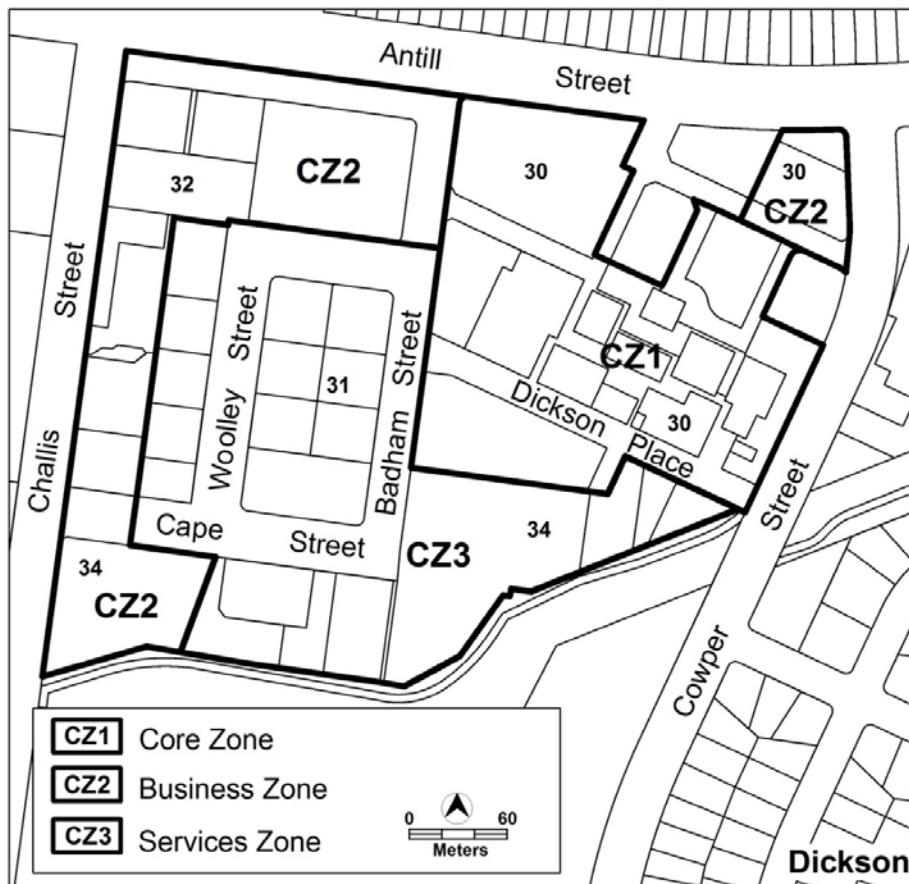 Antill Street
30
30
CZ2
CZ2
32
Challis Street
Woolley Street
31
Badham Street
CZ1
Dickson Place
30
Cape Street
34
CZ3
34
CZ2
Cowper Street
CZ1 Core Zone
CZ2 Business Zone
CZ3 Services Zone
0 60
Meters
Dickson